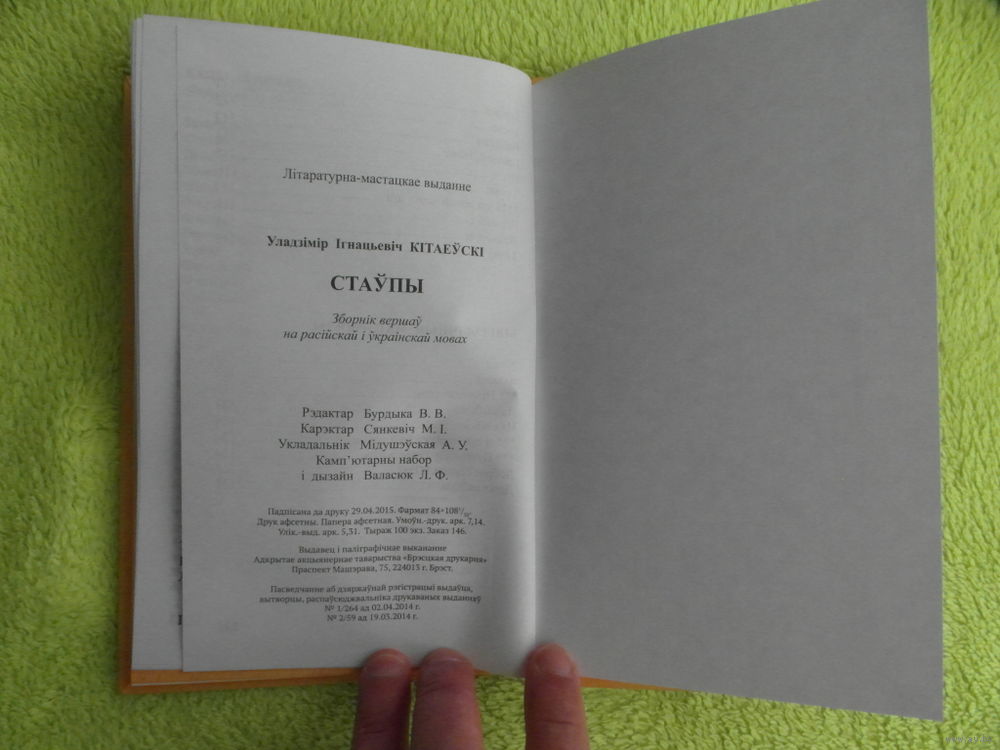 Літаратурна-мастацкае выданне
Уладзімір Ігнацьевіч КІТАЕЎСКІ
СТАЎПЫ
Зборнік вершаў
на расійскай і ўкраінскай мовах
Рэдактар Бурдыка В. В.
Карэктар Сянкевіч М. І.
Укладальнік Мідушэўская А. У.
Камп'ютарны набор
і дызайн Валасюк Л. Ф.
Падпісана да друку 29.04.2015. Фармат 84×108¹/₃₂.
Друк афсетны. Папера афсетная. Умоўн.-друк. арк. 7,14.
Улік.-выд. арк. 5,31. Тыраж 100 экз. Заказ 146.
Выдавец і паліграфічнае выкананне
Адкрытае акцыянернае таварыства «Брэсцкая друкарня»
Праспект Машэрава, 75, 224013 г. Брэст.
Пасведчанне аб дзяржаўнай рэгістрацыі выдаўца,
вытворцы, распаўсюджвальніка друкаваных выданняў
№ 1/264 ад 02.04.2014 г.
№ 2/59 ад 19.03.2014 г.